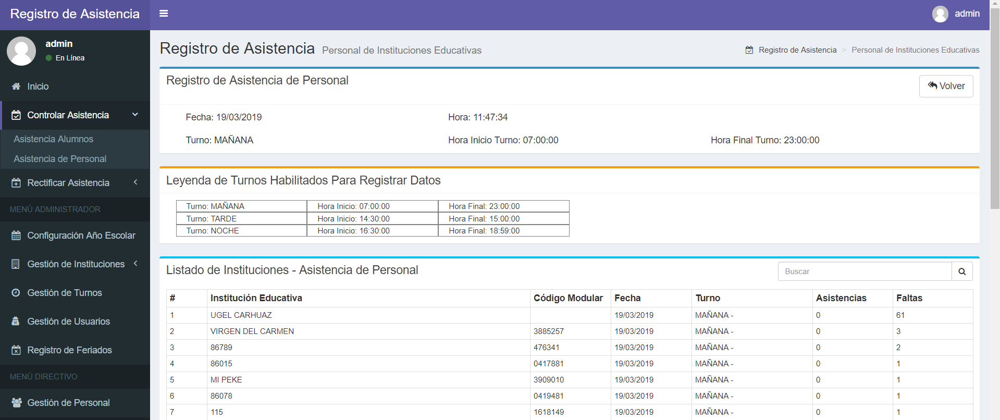 Registro de Asistencia
admin
admin
En Línea
Inicio
Controlar Asistencia
Asistencia Alumnos
Asistencia de Personal
Rectificar Asistencia
MENÚ ADMINISTRADOR
Configuración Año Escolar
Gestión de Instituciones
Gestión de Turnos
Gestión de Usuarios
Registro de Feriados
MENÚ DIRECTIVO
Gestión de Personal
Registro de Asistencia Personal de Instituciones Educativas
Registro de Asistencia > Personal de Instituciones Educativas
Registro de Asistencia de Personal
Volver
Fecha: 19/03/2019 Hora: 11:47:34
Turno: MAÑANA Hora Inicio Turno: 07:00:00 Hora Final Turno: 23:00:00
Leyenda de Turnos Habilitados Para Registrar Datos
Turno: MAÑANA Hora Inicio: 07:00:00 Hora Final: 23:00:00
Turno: TARDE Hora Inicio: 14:30:00 Hora Final: 15:00:00
Turno: NOCHE Hora Inicio: 16:30:00 Hora Final: 18:59:00
Listado de Instituciones - Asistencia de Personal
Buscar
# Institución Educativa Código Modular Fecha Turno Asistencias Faltas
1 UGEL CARHUAZ 19/03/2019 MAÑANA - 0 61
2 VIRGEN DEL CARMEN 3885257 19/03/2019 MAÑANA - 0 3
3 86789 476341 19/03/2019 MAÑANA - 0 2
4 86015 0417881 19/03/2019 MAÑANA - 0 1
5 MI PEKE 3909010 19/03/2019 MAÑANA - 0 1
6 86078 0419481 19/03/2019 MAÑANA - 0 1
7 115 1618149 19/03/2019 MAÑANA - 0 1